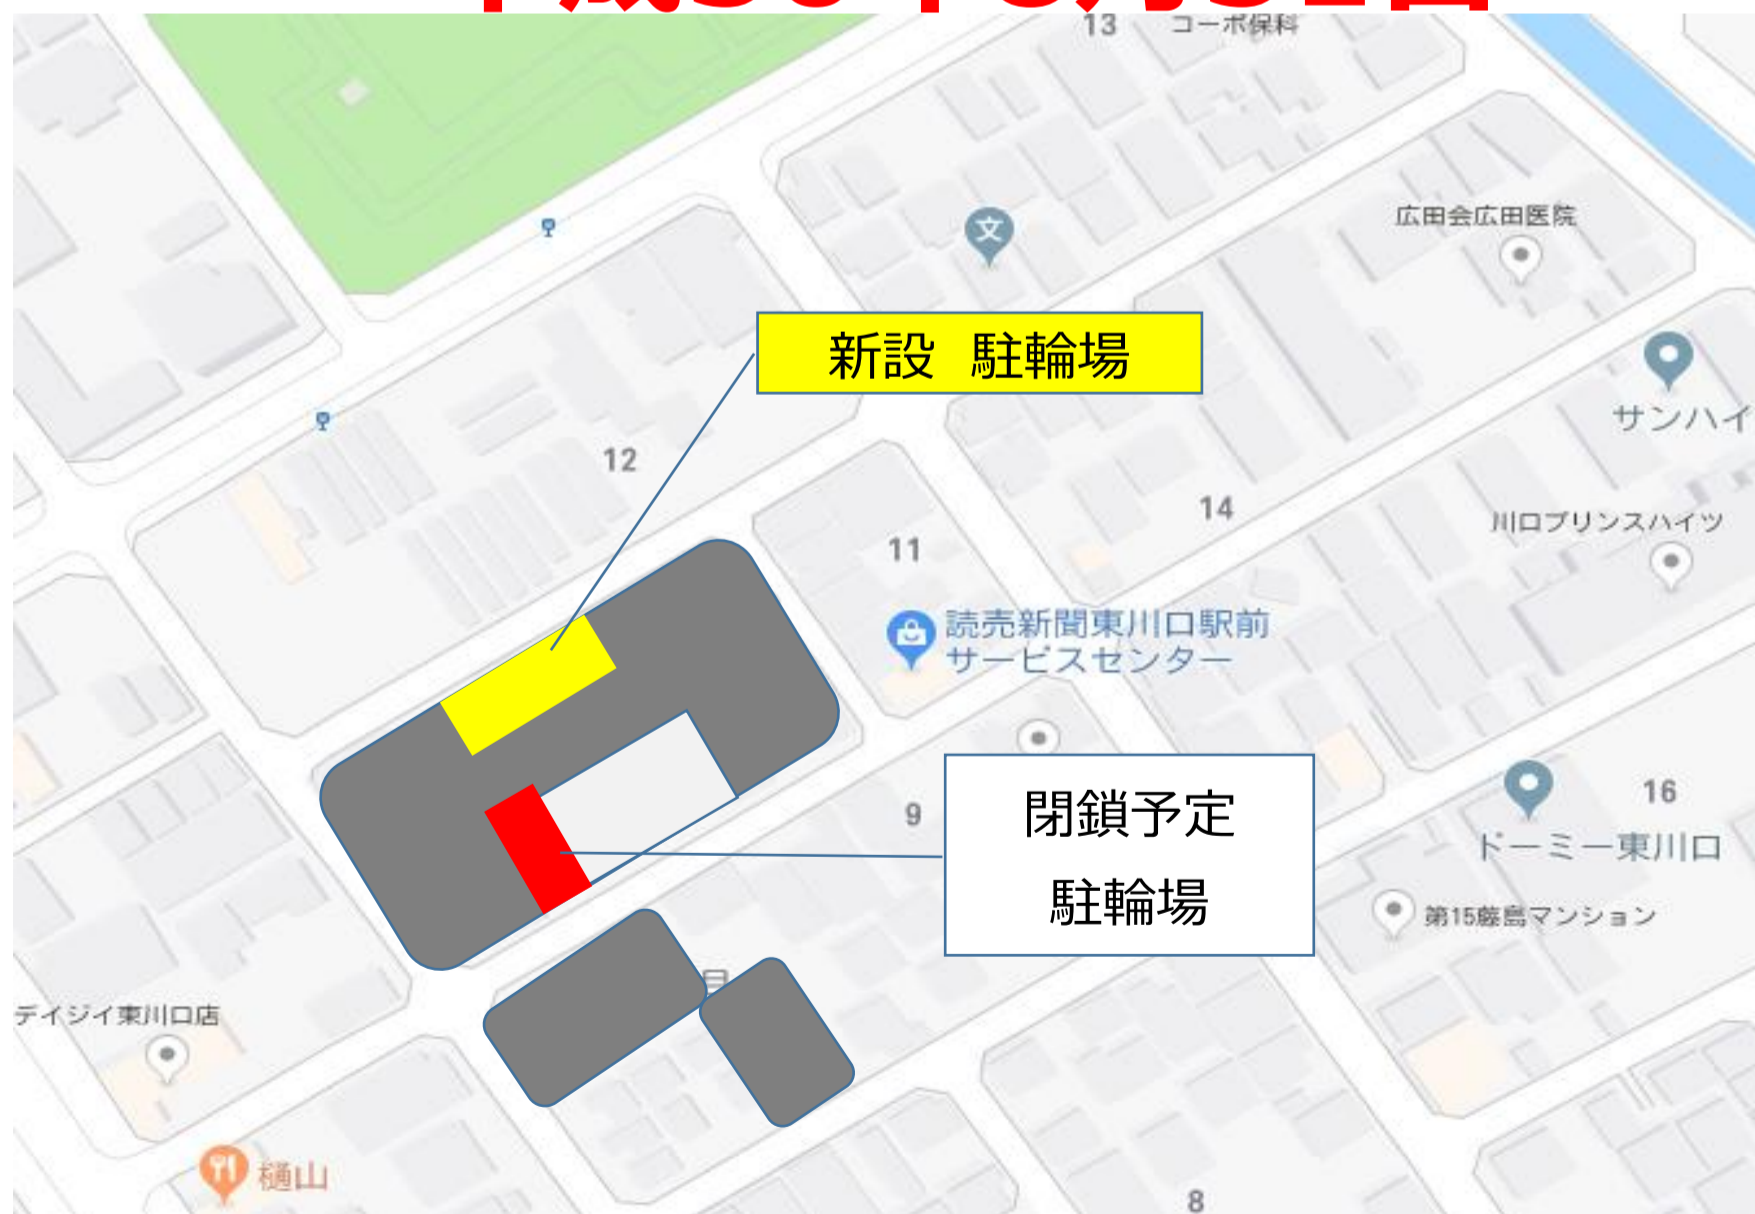 13
コーポ保科
広田会広田医院
文
新設　駐輪場
サンハイ
12
14
川口プリンスハイツ
11
読売新聞東川口駅前
サービスセンター
閉鎖予定
駐輪場
9
16
ドーミー東川口
第15藤島マンション
デイジイ東川口店
樋山
8